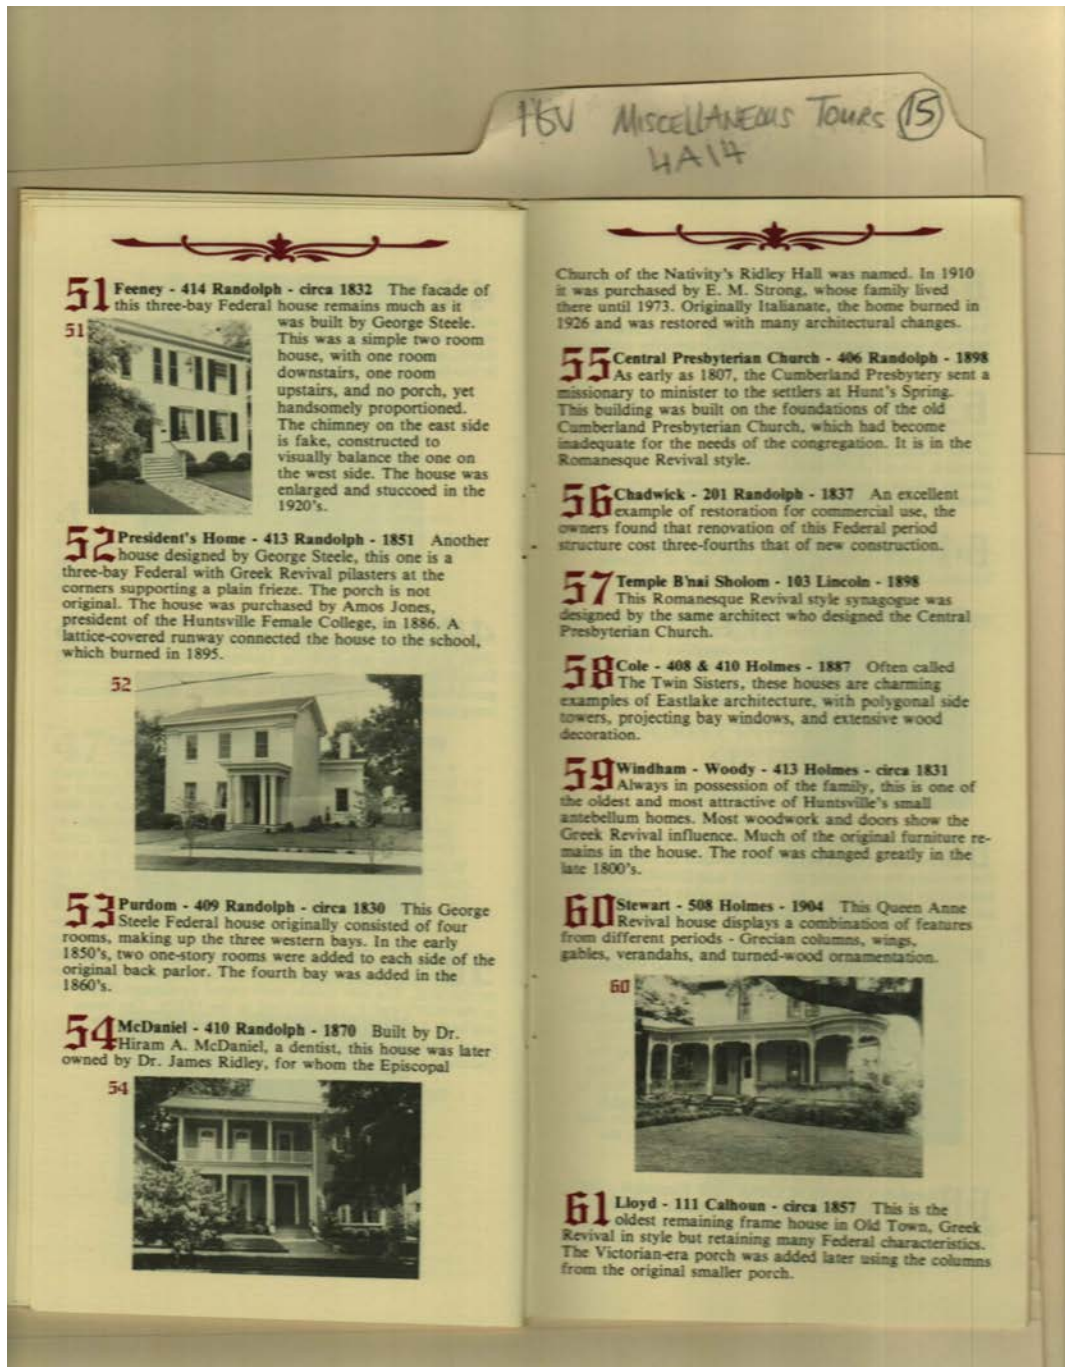 MISCELLANEOUS TOURS 15
4A14
51 Feeney - 414 Randolph - circa 1832 The facade of
this three-bay Federal house remains much as it
51
was built by George Steele.
This was a simple two room
house, with one room
downstairs, one room
upstairs, and no porch, yet
handsomely proportioned.
The chimney on the east side
is fake, constructed to
visually balance the one on
the west side. The house was
enlarged and stuccoed in the
1920's.
52 President's Home - 413 Randolph - 1851 Another
house designed by George Steele, this one is a
three-bay Federal with Greek Revival pilasters at the
corners supporting a plain frieze. The porch is not
original. The house was purchased by Amos Jones,
president of the Huntsville Female College, in 1886. A
lattice-covered runway connected the house to the school,
which burned in 1895.
52
53 Purdom - 409 Randolph - circa 1830 This George
Steele Federal house originally consisted of four
rooms, making up the three western bays. In the early
1850's, two one-story rooms were added to each side of the
original back parlor. The fourth bay was added in the
1860's.
54 McDaniel - 410 Randolph - 1870 Built by Dr.
Hiram A. McDaniel, a dentist, this house was later
owned by Dr. James Ridley, for whom the Episcopal
54
Church of the Nativity's Ridley Hall was named. In 1910
it was purchased by E. M. Strong, whose family lived
there until 1973. Originally Italianate, the home burned in
1926 and was restored with many architectural changes.
55 Central Presbyterian Church - 406 Randolph - 1898
As early as 1807, the Cumberland Presbytery sent a
missionary to minister to the settlers at Hunt's Spring.
This building was built on the foundations of the old
Cumberland Presbyterian Church, which had become
inadequate for the needs of the congregation. It is in the
Romanesque Revival style.
56 Chadwick - 201 Randolph - 1837 An excellent
example of restoration for commercial use, the
owners found that renovation of this Federal period
structure cost three-fourths that of new construction.
57 Temple B'nai Sholom - 103 Lincoln - 1898
This Romanesque Revival style synagogue was
designed by the same architect who designed the Central
Presbyterian Church.
58 Cole - 408 & 410 Holmes - 1887 Often called
The Twin Sisters, these houses are charming
examples of Eastlake architecture, with polygonal side
towers, projecting bay windows, and extensive wood
decoration.
59 Windham - Woody - 413 Holmes - circa 1831
Always in possession of the family, this is one of
the oldest and most attractive of Huntsville's small
antebellum homes. Most woodwork and doors show the
Greek Revival influence. Much of the original furniture re-
mains in the house. The roof was changed greatly in the
late 1800's.
60 Stewart - 508 Holmes - 1904 This Queen Anne
Revival house displays a combination of features
from different periods - Grecian columns, wings,
gables, verandahs, and turned-wood ornamentation.
60
61 Lloyd - 111 Calhoun - circa 1857 This is the
oldest remaining frame house in Old Town, Greek
Revival in style but retaining many Federal characteristics.
The Victorian-era porch was added later using the columns
from the original smaller porch.